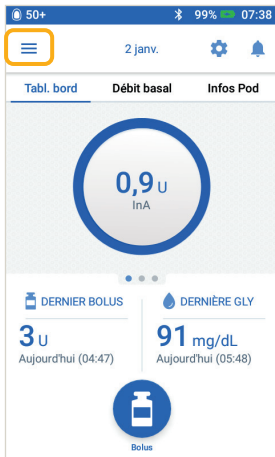 50+ 99% 07:38
2 janv.
Tabl. bord Débit basal Infos Pod
0,9 U
InA
DERNIER BOLUS DERNIÈRE GLY
3 U 91 mg/dL
Aujourd'hui (04:47) Aujourd'hui (05:48)
Bolus